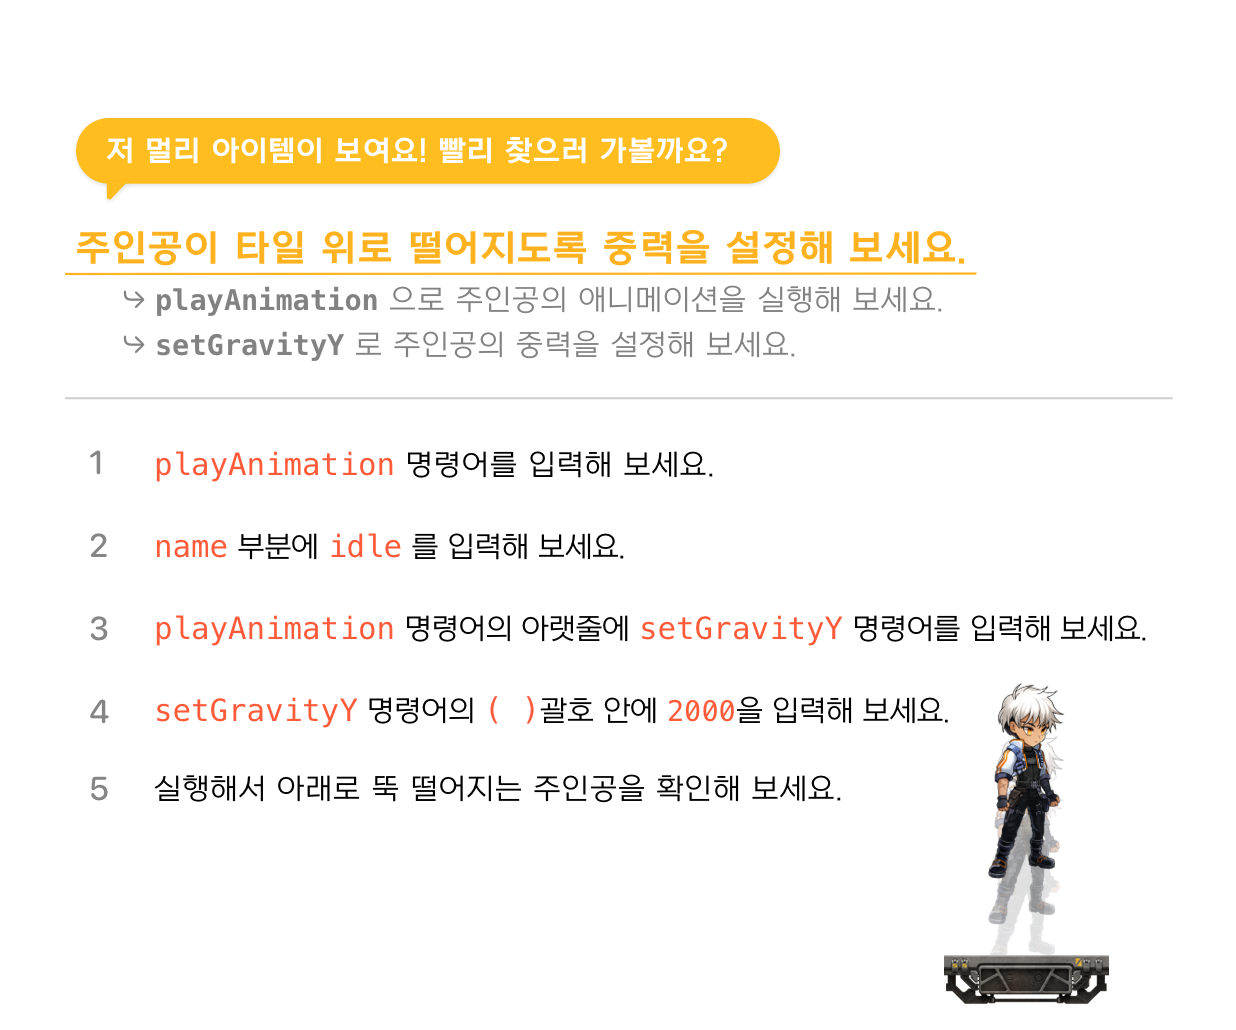 저 멀리 아이템이 보여요! 빨리 찾으러 가볼까요?
주인공이 타일 위로 떨어지도록 중력을 설정해 보세요.
↪ playAnimation 으로 주인공의 애니메이션을 실행해 보세요.
↪ setGravityY 로 주인공의 중력을 설정해 보세요.
1 playAnimation 명령어를 입력해 보세요.
2 name 부분에 idle 를 입력해 보세요.
3 playAnimation 명령어의 아랫줄에 setGravityY 명령어를 입력해 보세요.
4 setGravityY 명령어의 ( )괄호 안에 2000을 입력해 보세요.
5 실행해서 아래로 뚝 떨어지는 주인공을 확인해 보세요.